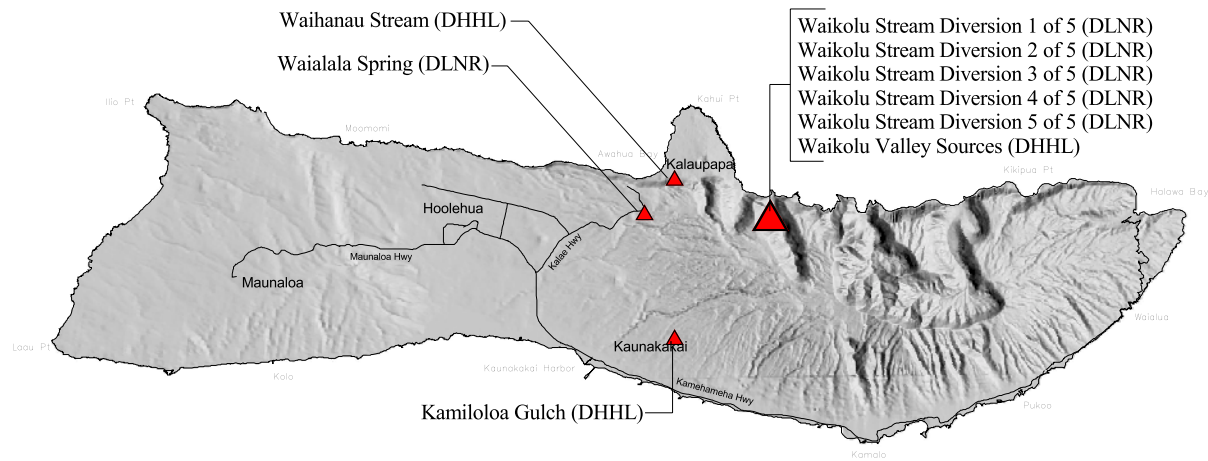 Waihanau Stream (DHHL)
Waialala Spring (DLNR)
Waikolu Stream Diversion 1 of 5 (DLNR)
Waikolu Stream Diversion 2 of 5 (DLNR)
Waikolu Stream Diversion 3 of 5 (DLNR)
Waikolu Stream Diversion 4 of 5 (DLNR)
Waikolu Stream Diversion 5 of 5 (DLNR)
Waikolu Valley Sources (DHHL)
Ilio Pt
Kahui Pt
Moomomi
Awahua Bay
Kalaupapa
Kikipua Pt
Halawa Bay
Hoolehua
Kalae Hwy
Maunaloa Hwy
Maunaloa
Waialua
Laau Pt
Kaunakakai
Kolo
Kaunakakai Harbor
Kamehameha Hwy
Pukoo
Kamiloloa Gulch (DHHL)
Kamalo